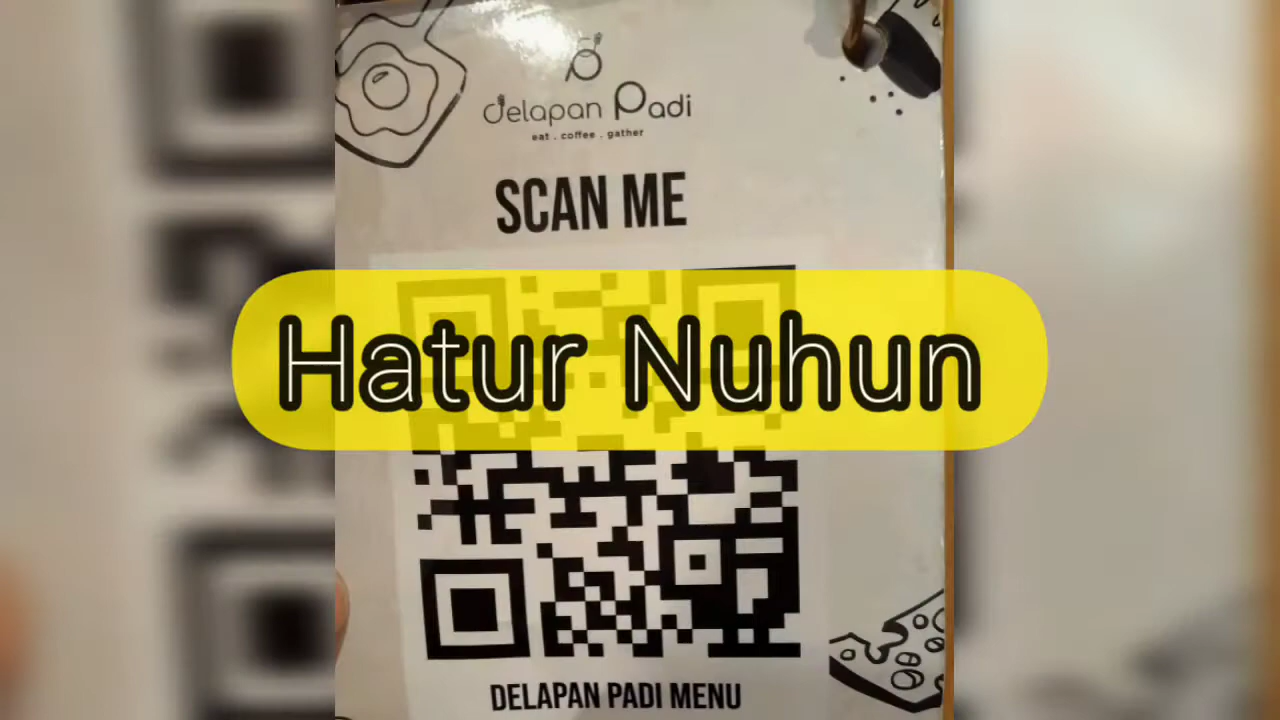 delapan Padi
eat . coffee . gather
SCAN ME
Hatur Nuhun
DELAPAN PADI MENU